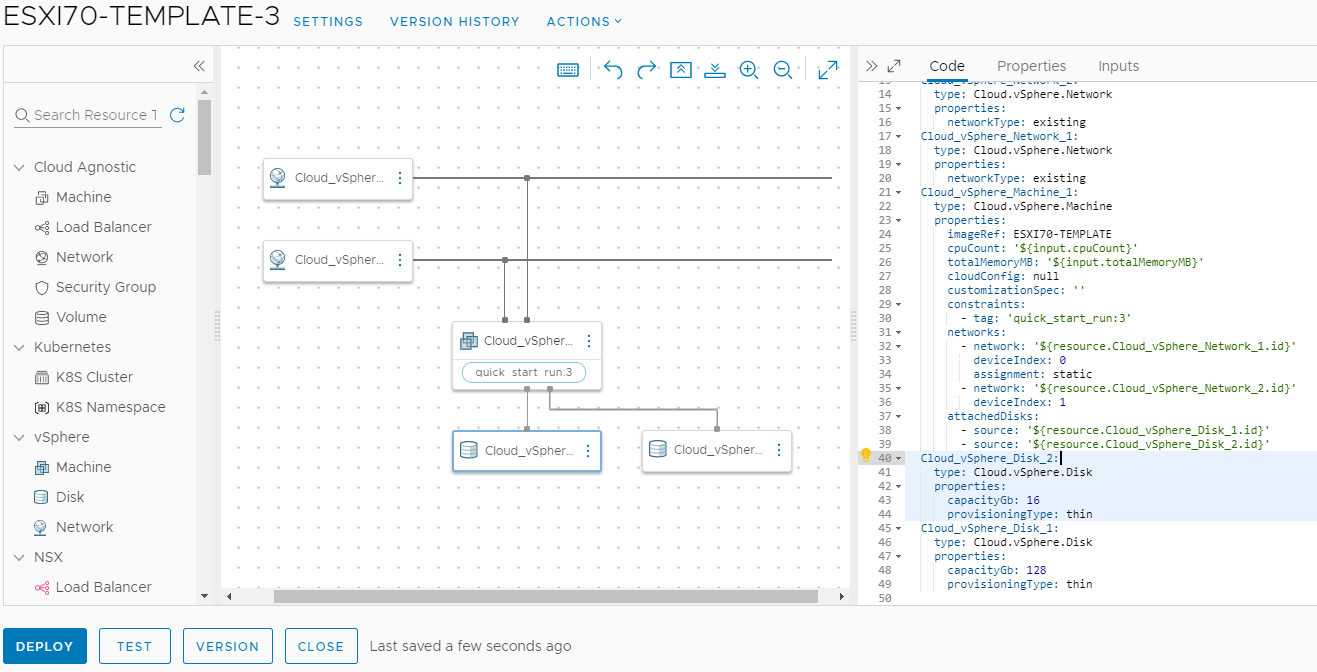 ESXI70-TEMPLATE-3 SETTINGS VERSION HISTORY ACTIONS
Search Resource T
Cloud Agnostic
Machine
Load Balancer
Network
Security Group
Volume
Kubernetes
K8S Cluster
K8S Namespace
vSphere
Machine
Disk
Network
NSX
Load Balancer
Cloud_vSpher...
Cloud_vSpher...
Cloud_vSpher...
quick start run:3
Cloud_vSpher...
Cloud_vSpher...
Code Properties Inputs
13 Cloud_vSphere_Network_2:
14 type: Cloud.vSphere.Network
15 properties:
16 networkType: existing
17 Cloud_vSphere_Network_1:
18 type: Cloud.vSphere.Network
19 properties:
20 networkType: existing
21 Cloud_vSphere_Machine_1:
22 type: Cloud.vSphere.Machine
23 properties:
24 imageRef: ESXI70-TEMPLATE
25 cpuCount: '${input.cpuCount}'
26 totalMemoryMB: '${input.totalMemoryMB}'
27 cloudConfig: null
28 customizationSpec: ''
29 constraints:
30 - tag: 'quick_start_run:3'
31 networks:
32 - network: '${resource.Cloud_vSphere_Network_1.id}'
33 deviceIndex: 0
34 assignment: static
35 - network: '${resource.Cloud_vSphere_Network_2.id}'
36 deviceIndex: 1
37 attachedDisks:
38 - source: '${resource.Cloud_vSphere_Disk_1.id}'
39 - source: '${resource.Cloud_vSphere_Disk_2.id}'
40 Cloud_vSphere_Disk_2:
41 type: Cloud.vSphere.Disk
42 properties:
43 capacityGb: 16
44 provisioningType: thin
45 Cloud_vSphere_Disk_1:
46 type: Cloud.vSphere.Disk
47 properties:
48 capacityGb: 128
49 provisioningType: thin
50
DEPLOY TEST VERSION CLOSE Last saved a few seconds ago